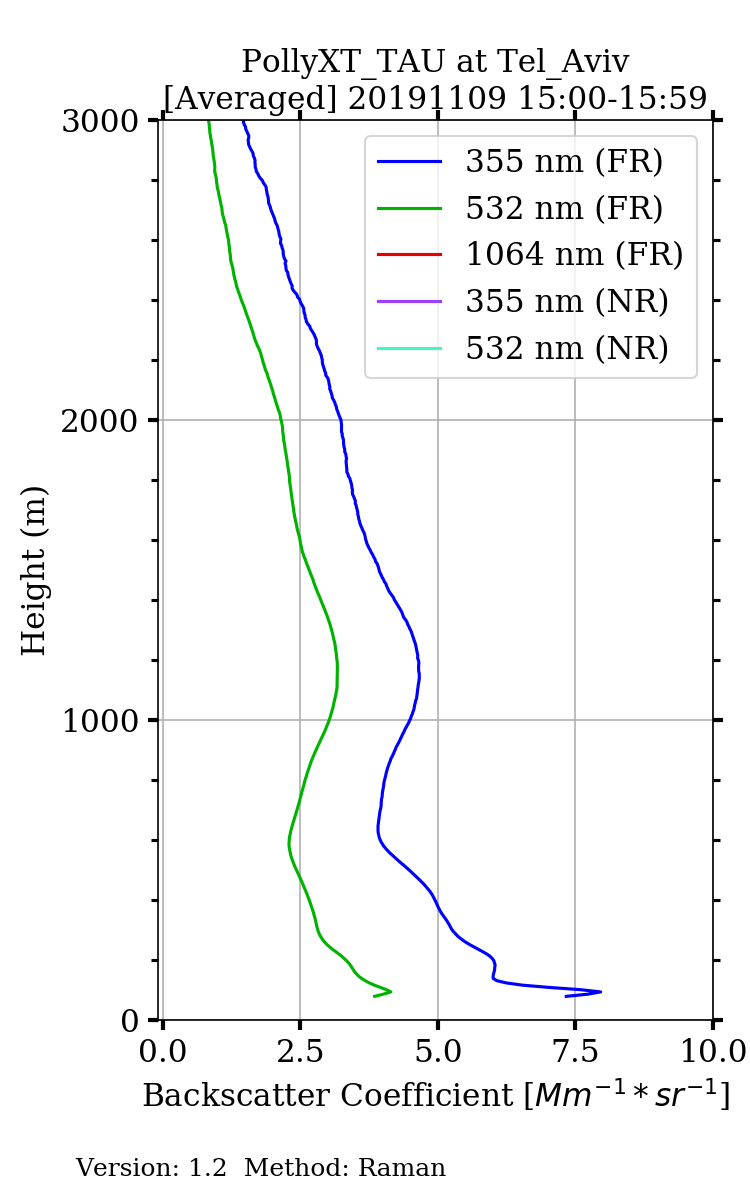 PollyXT_TAU at Tel_Aviv
[Averaged] 20191109 15:00-15:59
3000
355 nm (FR)
532 nm (FR)
1064 nm (FR)
355 nm (NR)
532 nm (NR)
2000
Height (m)
1000
0
0.0 2.5 5.0 7.5 10.0
Backscatter Coefficient [Mm⁻¹ * sr⁻¹]
Version: 1.2  Method: Raman